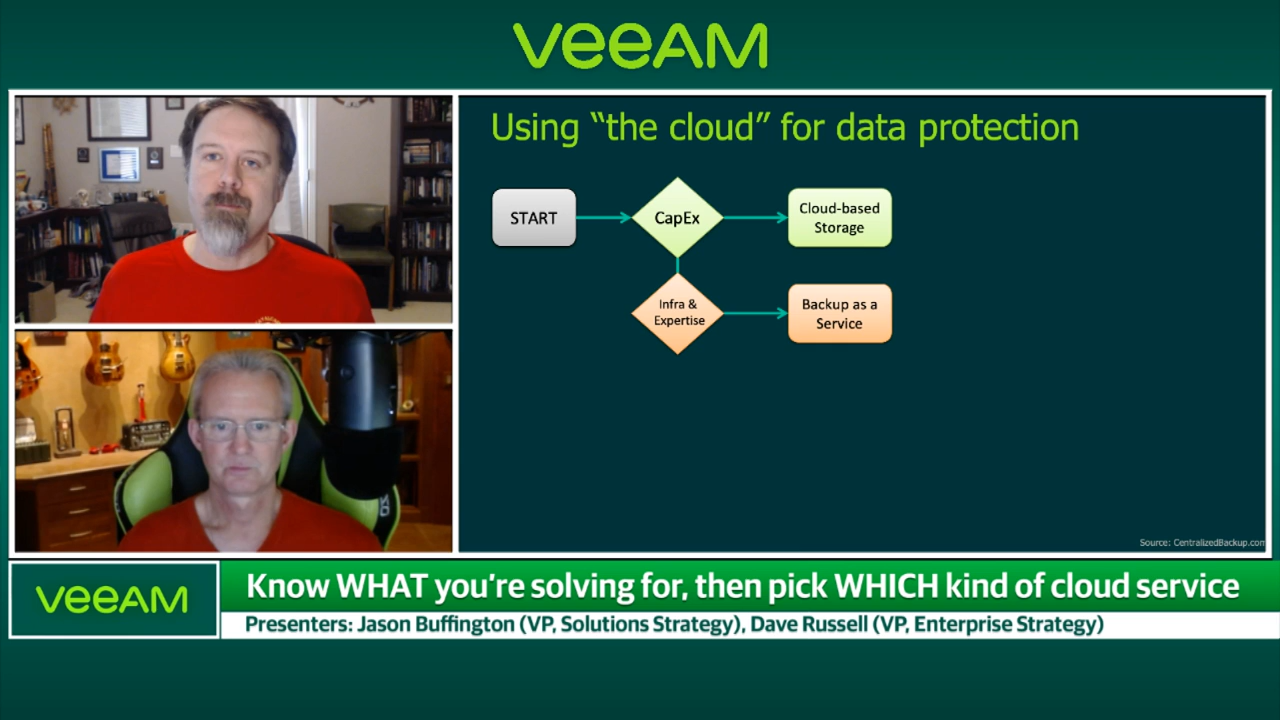 veeAM
Using “the cloud” for data protection
START
CapEx
Cloud-based
Storage
Infra &
Expertise
Backup as a
Service
Source: CentralizedBackup.com
veeAM
Know WHAT you're solving for, then pick WHICH kind of cloud service
Presenters: Jason Buffington (VP, Solutions Strategy), Dave Russell (VP, Enterprise Strategy)